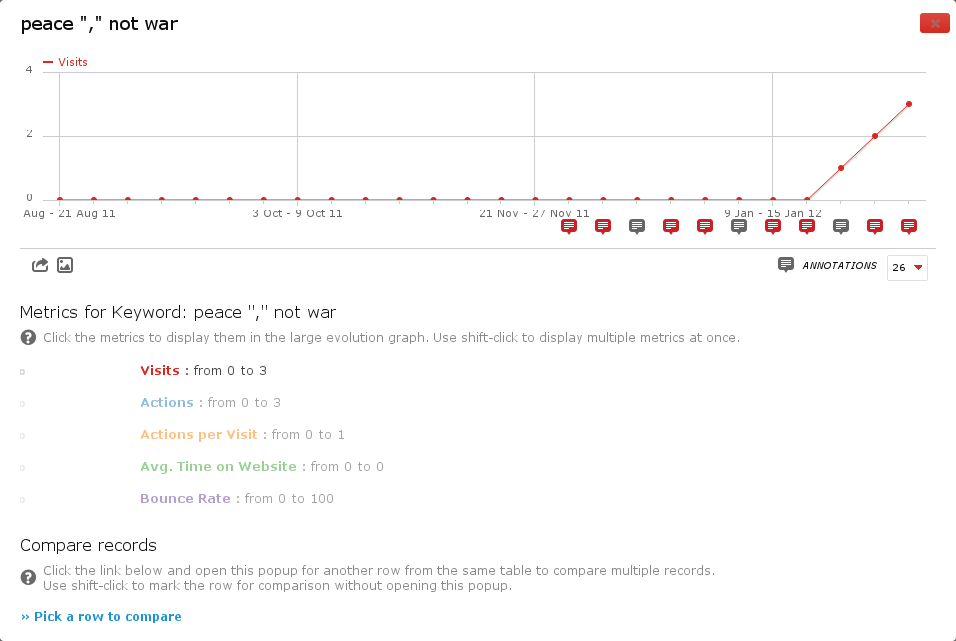 peace "," not war
Visits
4
2
0
Aug - 21 Aug 11
3 Oct - 9 Oct 11
21 Nov - 27 Nov 11
9 Jan - 15 Jan 12
ANNOTATIONS
26
Metrics for Keyword: peace "," not war
Click the metrics to display them in the large evolution graph. Use shift-click to display multiple metrics at once.
Visits : from 0 to 3
Actions : from 0 to 3
Actions per Visit : from 0 to 1
Avg. Time on Website : from 0 to 0
Bounce Rate : from 0 to 100
Compare records
Click the link below and open this popup for another row from the same table to compare multiple records.
Use shift-click to mark the row for comparison without opening this popup.
» Pick a row to compare